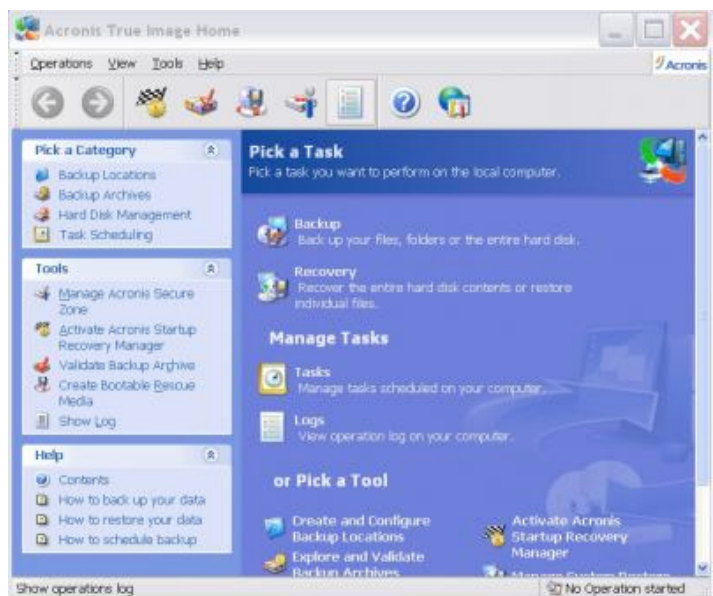 Acronis True Image Home
Operations View Tools Help
Acronis
Pick a Category
Backup Locations
Backup Archives
Hard Disk Management
Task Scheduling
Tools
Manage Acronis Secure
Zone
Activate Acronis Startup
Recovery Manager
Validate Backup Archive
Create Bootable Rescue
Media
Show Log
Help
Contents
How to back up your data
How to restore your data
How to schedule backup
Pick a Task
Pick a task you want to perform on the local computer.
Backup
Back up your files, folders or the entire hard disk.
Recovery
Recover the entire hard disk contents or restore
individual files.
Manage Tasks
Tasks
Manage tasks scheduled on your computer.
Logs
View operation log on your computer.
or Pick a Tool
Create and Configure
Backup Locations
Explore and Validate
Backup Archives
Activate Acronis
Startup Recovery
Manager
Manage System Restore
Show operations log
No Operation started